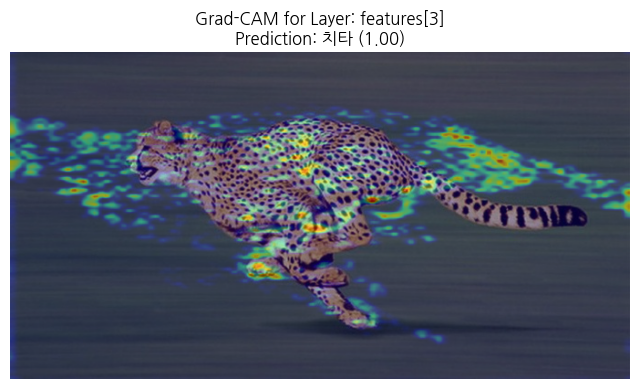 Grad-CAM for Layer: features[3]
Prediction: 치타 (1.00)